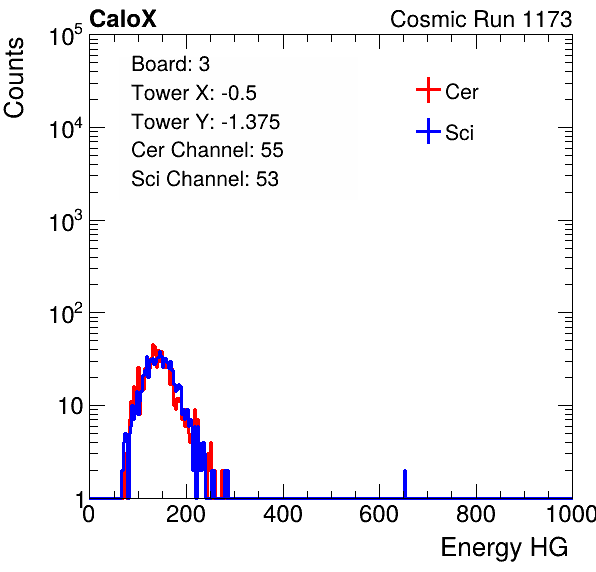 CaloX Cosmic Run 1173
Counts
10^5
10^4
10^3
10^2
10
1
Board: 3
Tower X: -0.5
Tower Y: -1.375
Cer Channel: 55
Sci Channel: 53
Cer
Sci
0 200 400 600 800 1000
Energy HG